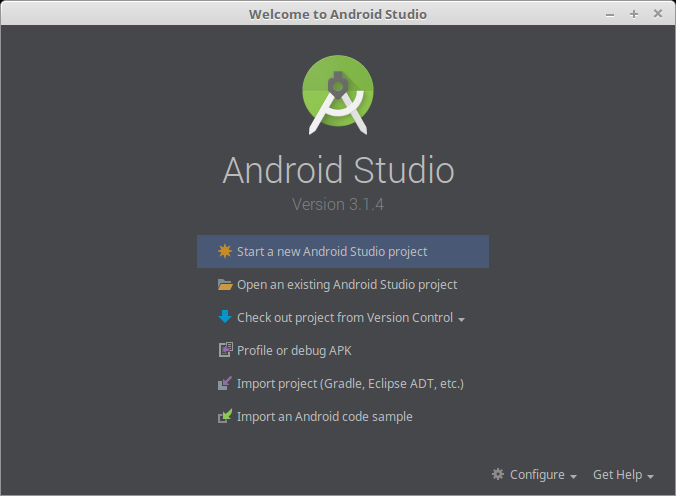 Welcome to Android Studio
Android Studio
Version 3.1.4
Start a new Android Studio project
Open an existing Android Studio project
Check out project from Version Control
Profile or debug APK
Import project (Gradle, Eclipse ADT, etc.)
Import an Android code sample
Configure Get Help